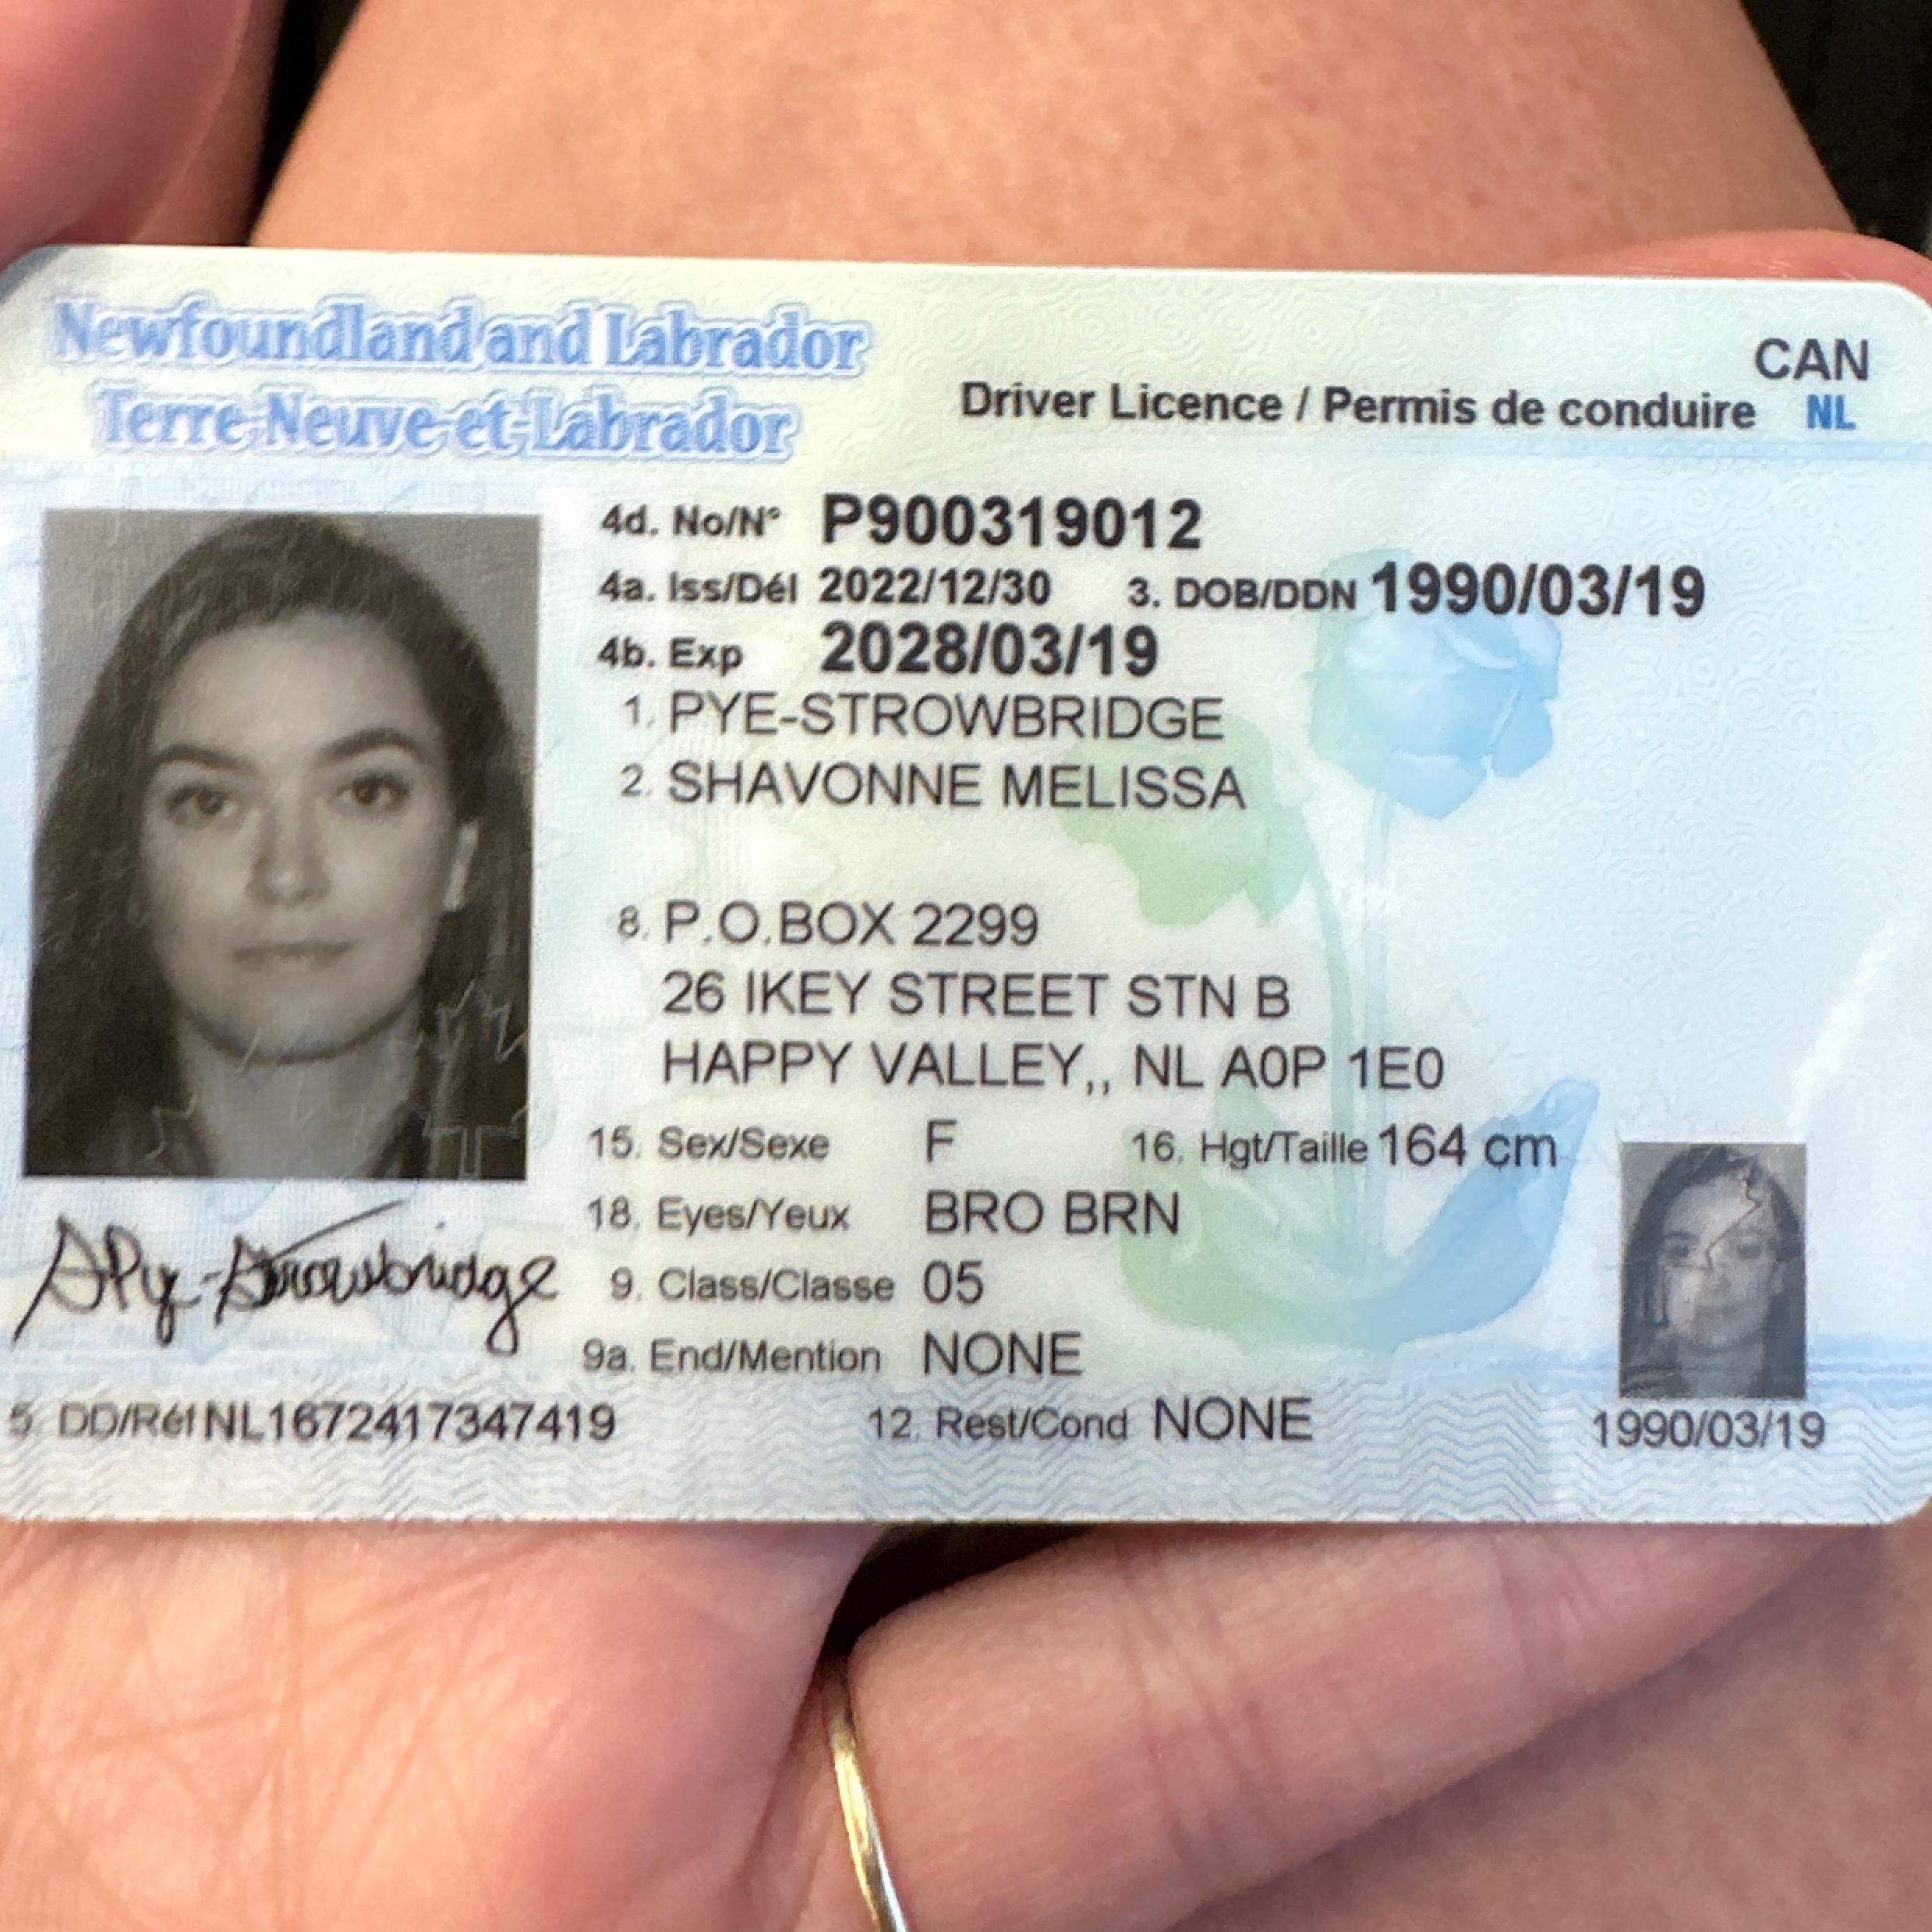 Newfoundland and Labrador
Terre-Neuve-et-Labrador
Driver Licence / Permis de conduire
CAN
NL
4d. No/N° P900319012
4a. Iss/Dél 2022/12/30 3. DOB/DDN 1990/03/19
4b. Exp 2028/03/19
1. PYE-STROWBRIDGE
2. SHAVONNE MELISSA
8. P.O.BOX 2299
26 IKEY STREET STN B
HAPPY VALLEY,, NL A0P 1E0
15. Sex/Sexe F 16. Hgt/Taille 164 cm
18. Eyes/Yeux BRO BRN
9. Class/Classe 05
9a. End/Mention NONE
SPye-Strowbridge
5. DD/Réf NL1672417347419 12. Rest/Cond NONE
1990/03/19